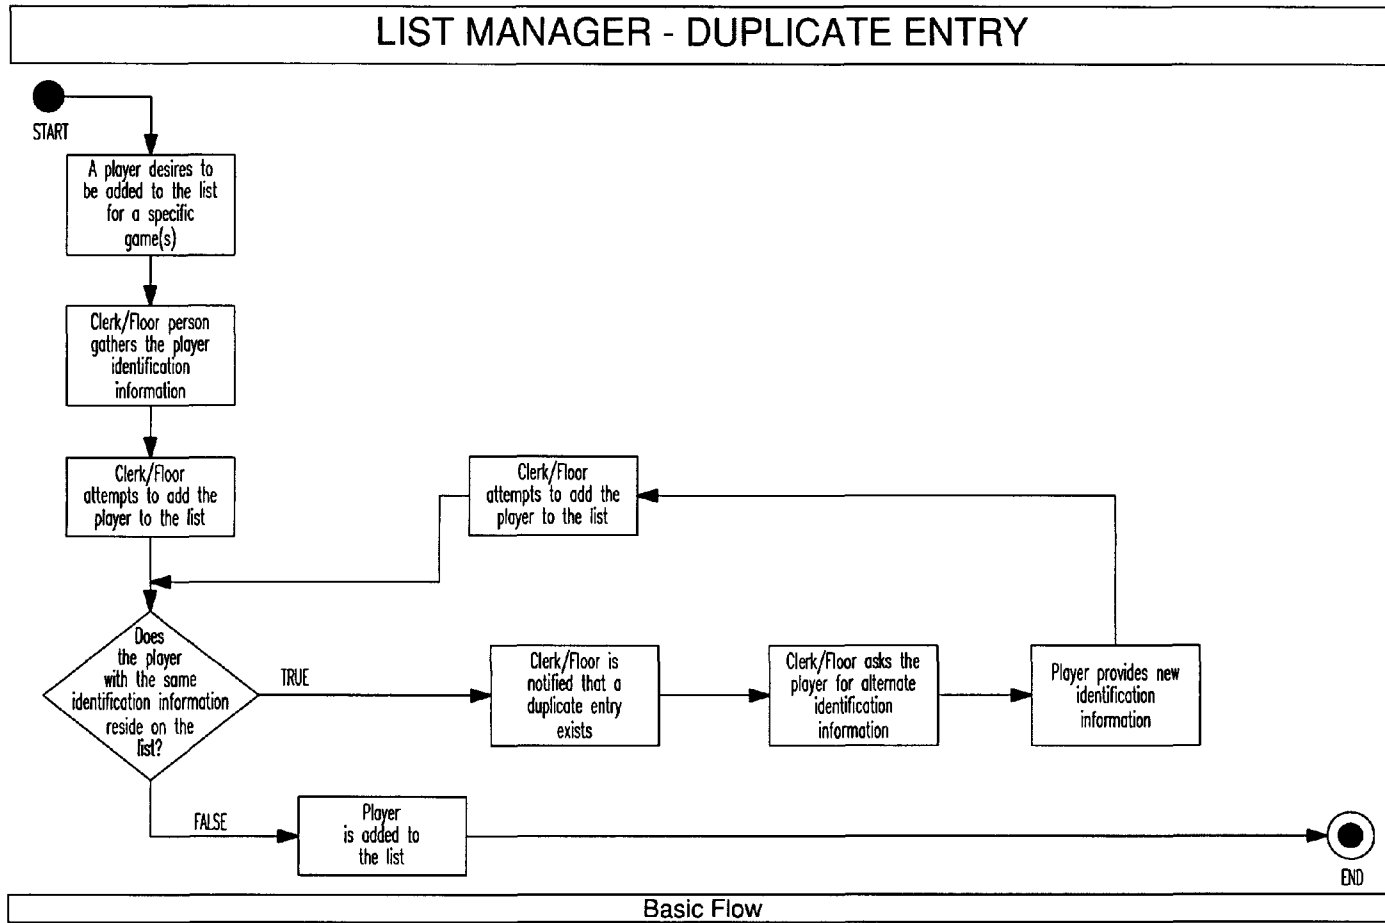 LIST MANAGER - DUPLICATE ENTRY
START
A player desires to
be added to the list
for a specific
game(s)
Clerk/Floor person
gathers the player
identification
information
Clerk/Floor
attempts to add the
player to the list
Clerk/Floor
attempts to add the
player to the list
Does
the player
with the same
identification information
reside on the
list?
TRUE
Clerk/Floor is
notified that a
duplicate entry
exists
Clerk/Floor asks the
player for alternate
identification
information
Player provides new
identification
information
FALSE
Player
is added to
the list
END
Basic Flow